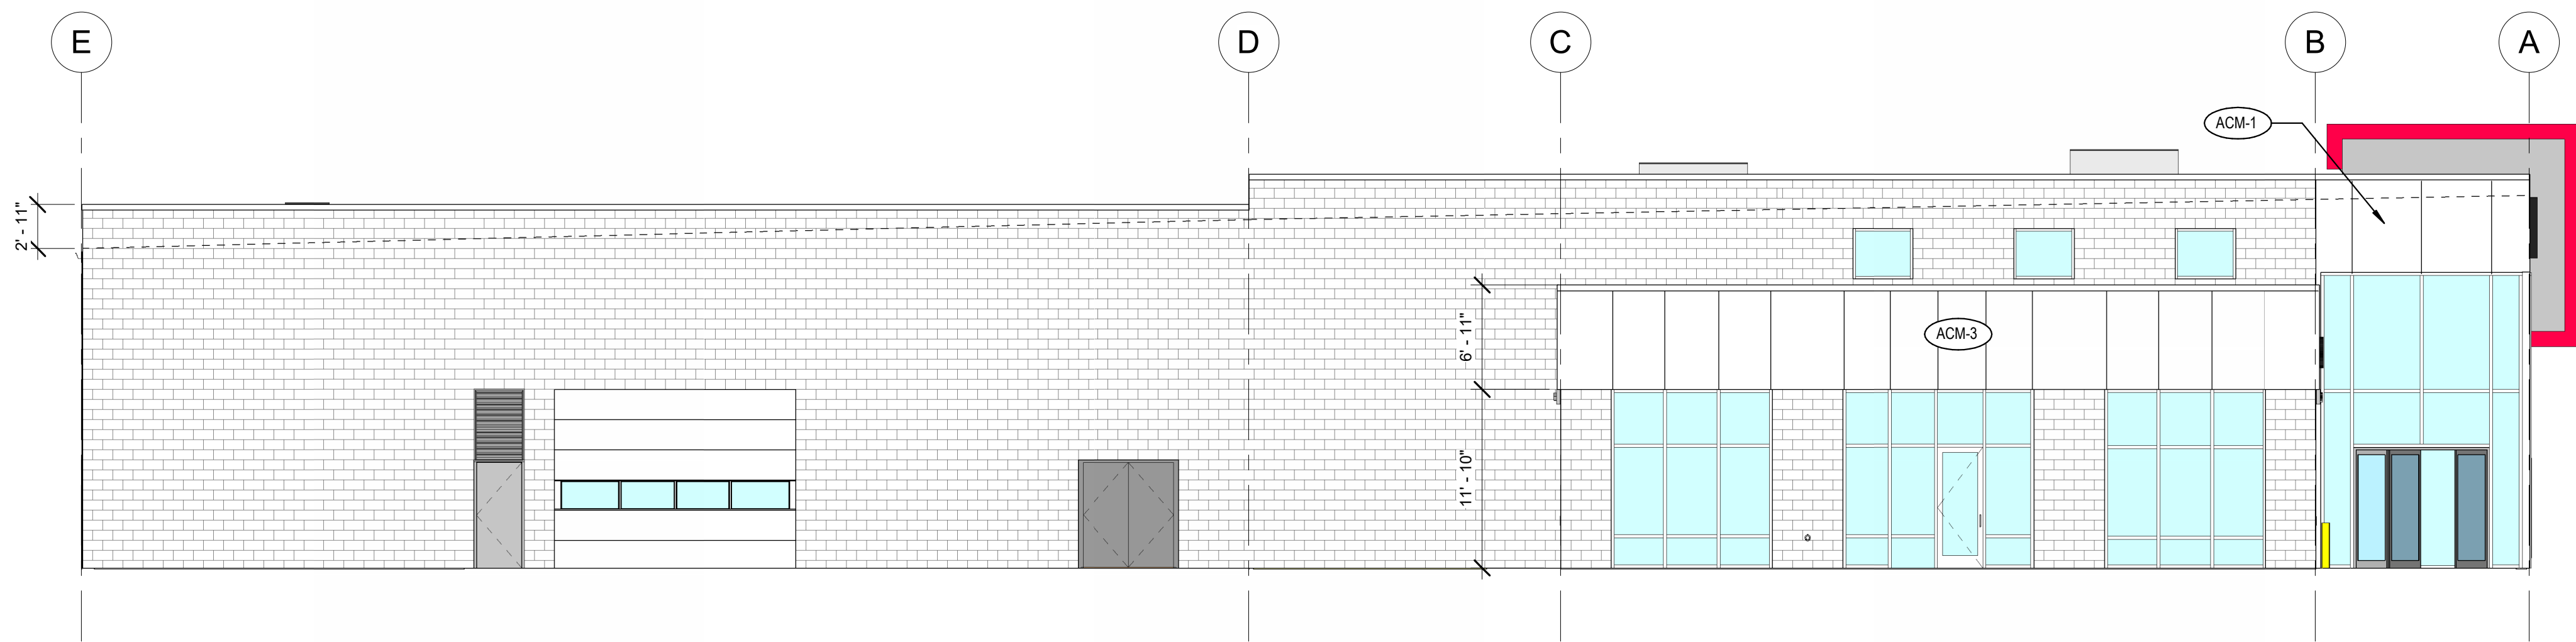 E
D
C
B
A
ACM-1
2' - 11"
6' - 11"
ACM-3
11' - 10"